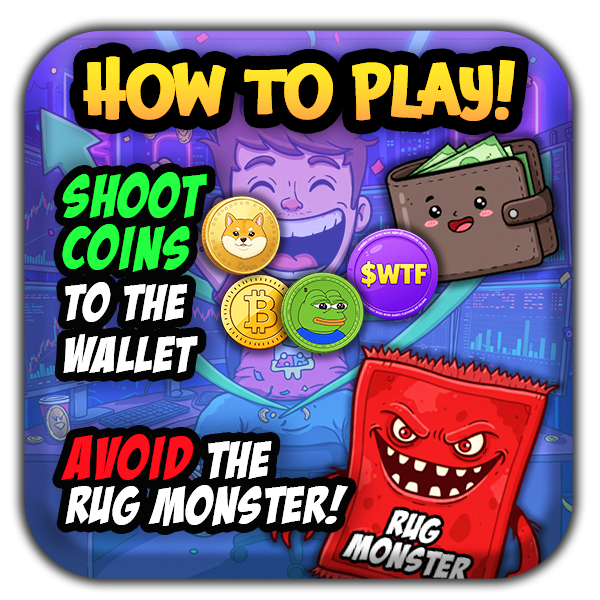 HOW TO PLAY!
SHOOT
COINS
TO THE
WALLET
$WTF
AVOID THE
RUG MONSTER!
RUG
MONSTER